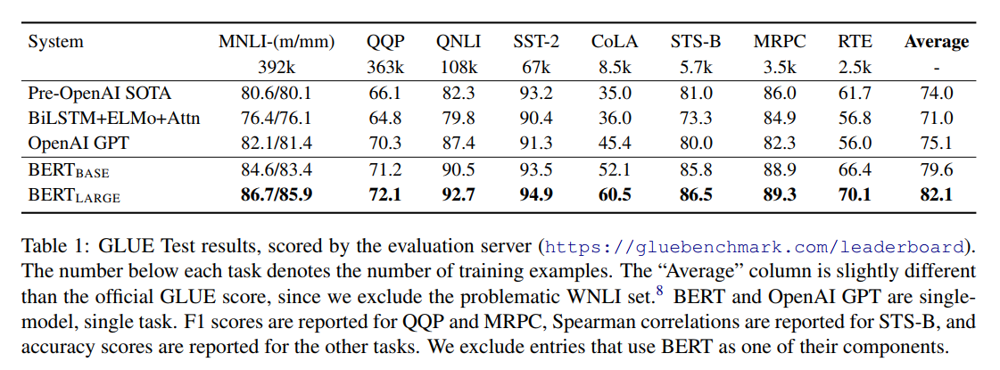 System MNLI-(m/mm) QQP QNLI SST-2 CoLA STS-B MRPC RTE Average
392k 363k 108k 67k 8.5k 5.7k 3.5k 2.5k -
Pre-OpenAI SOTA 80.6/80.1 66.1 82.3 93.2 35.0 81.0 86.0 61.7 74.0
BiLSTM+ELMo+Attn 76.4/76.1 64.8 79.8 90.4 36.0 73.3 84.9 56.8 71.0
OpenAI GPT 82.1/81.4 70.3 87.4 91.3 45.4 80.0 82.3 56.0 75.1
BERTBASE 84.6/83.4 71.2 90.5 93.5 52.1 85.8 88.9 66.4 79.6
BERTLARGE 86.7/85.9 72.1 92.7 94.9 60.5 86.5 89.3 70.1 82.1
Table 1: GLUE Test results, scored by the evaluation server (https://gluebenchmark.com/leaderboard).
The number below each task denotes the number of training examples. The “Average” column is slightly different
than the official GLUE score, since we exclude the problematic WNLI set.8 BERT and OpenAI GPT are single-
model, single task. F1 scores are reported for QQP and MRPC, Spearman correlations are reported for STS-B, and
accuracy scores are reported for the other tasks. We exclude entries that use BERT as one of their components.